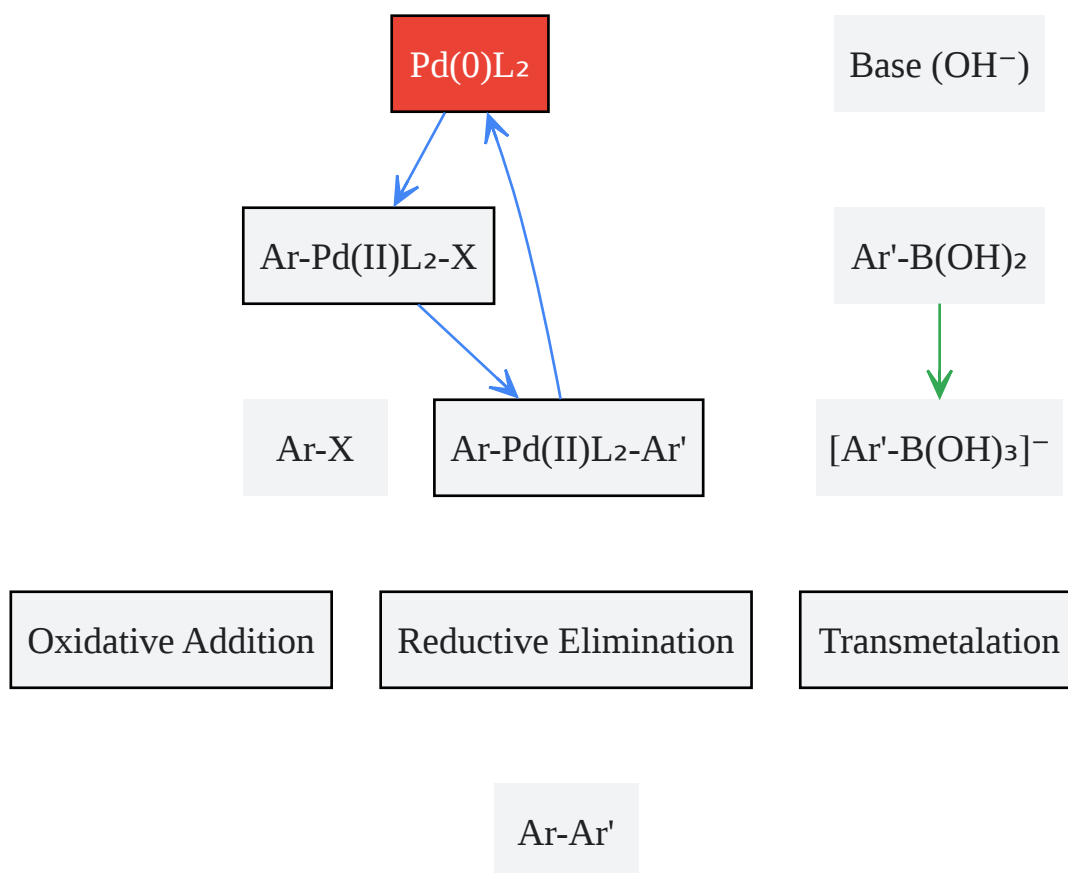 Pd(0)L₂
Base (OH⁻)
Ar-Pd(II)L₂-X
Ar'-B(OH)₂
Ar-X
Ar-Pd(II)L₂-Ar'
[Ar'-B(OH)₃]⁻
Oxidative Addition
Reductive Elimination
Transmetalation
Ar-Ar'